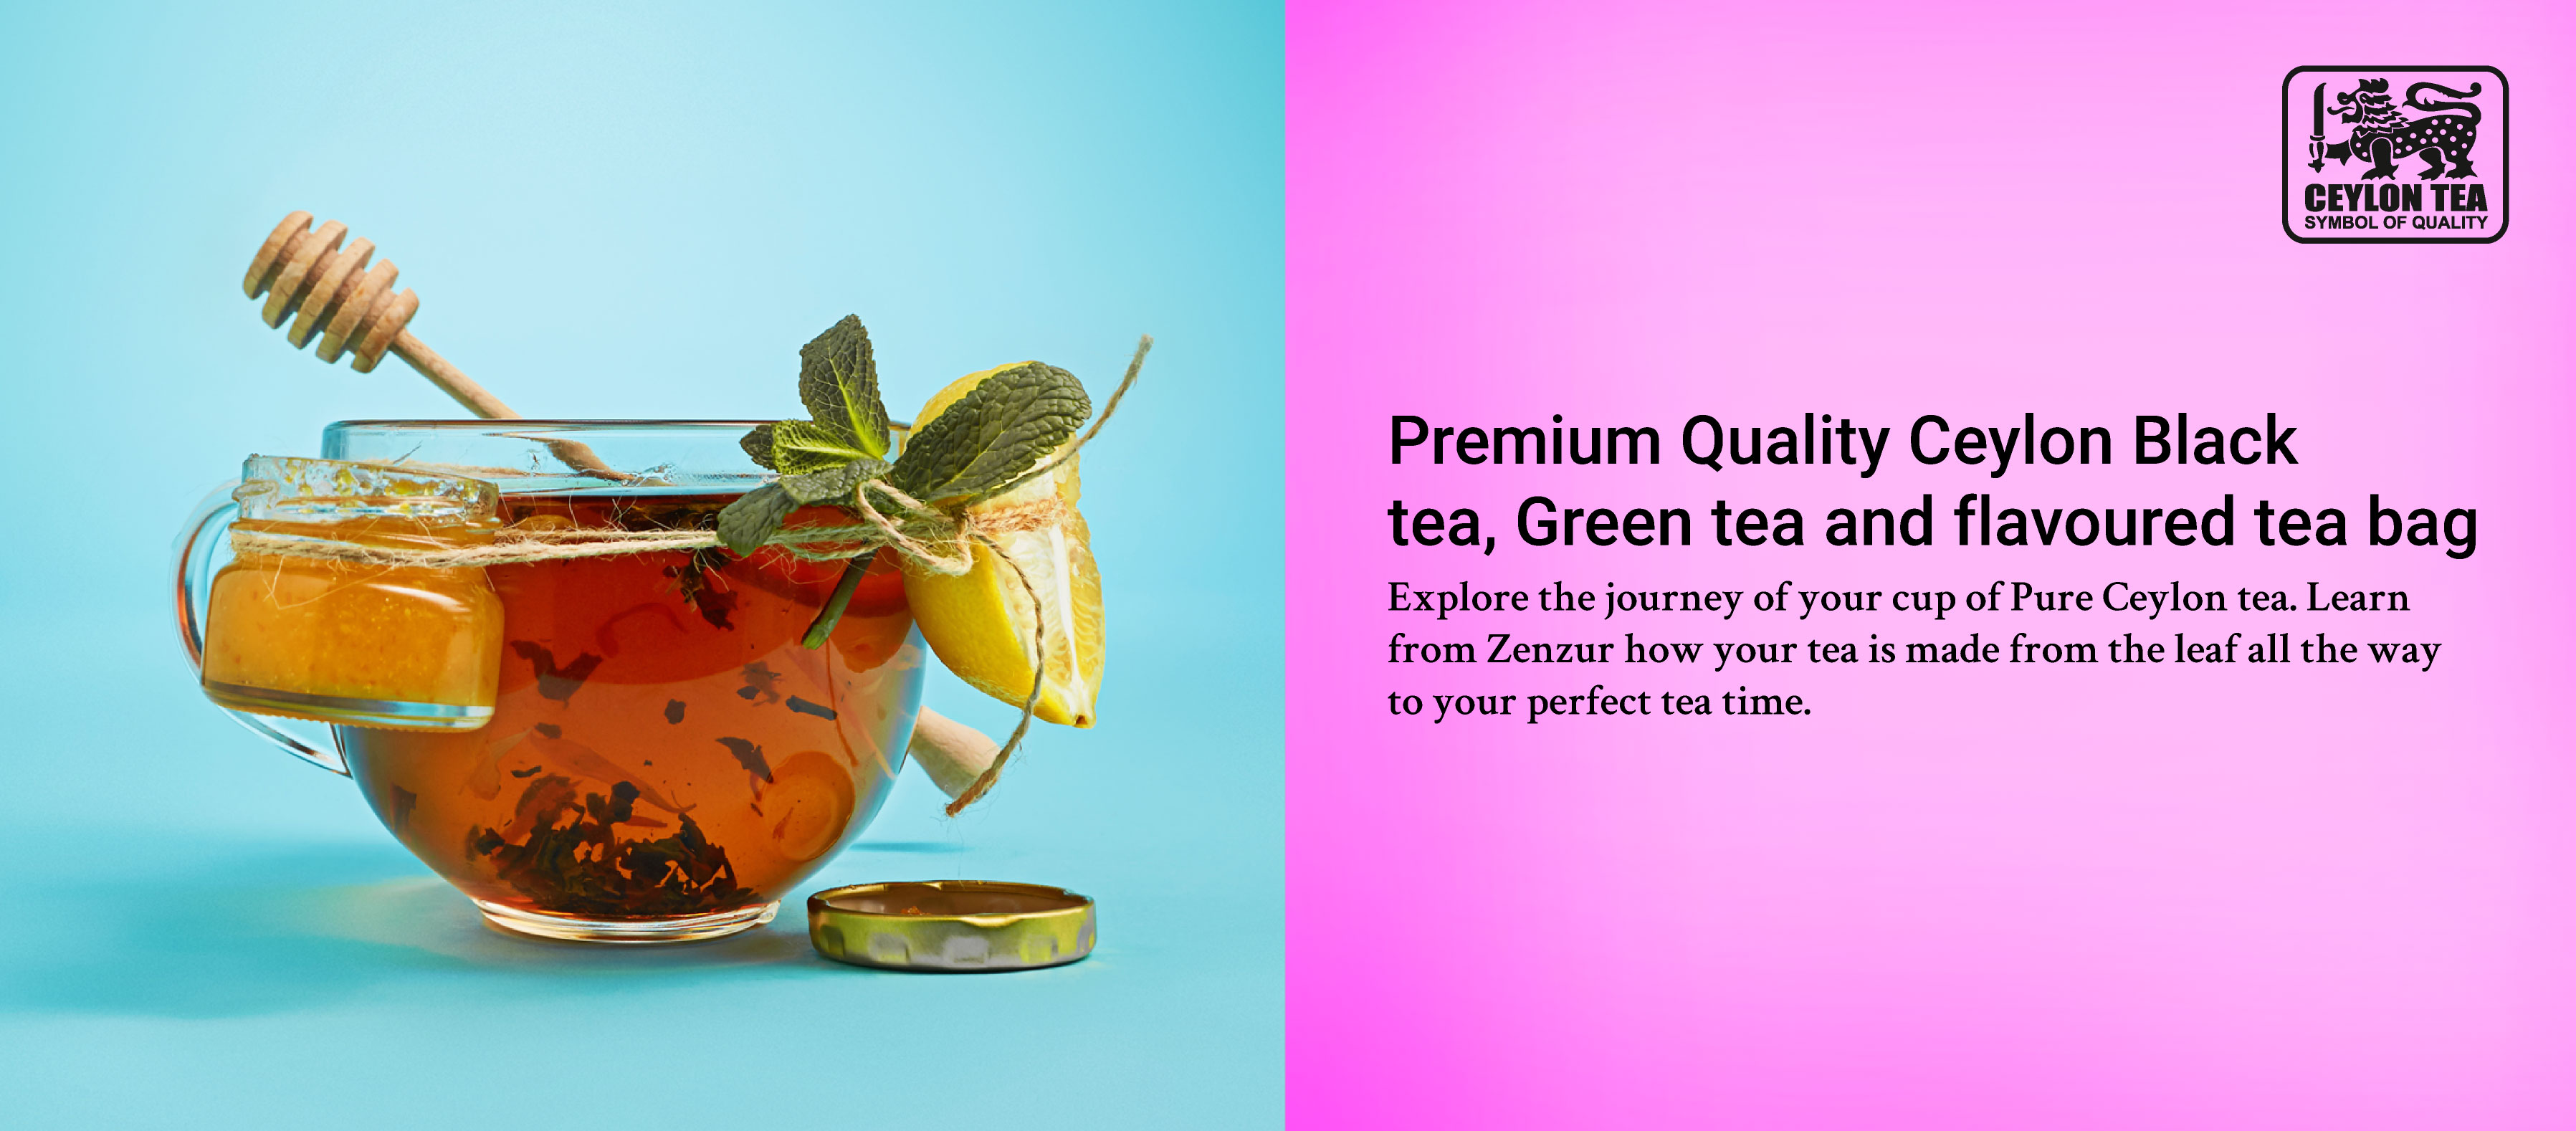 CEYLON TEA
SYMBOL OF QUALITY
Premium Quality Ceylon Black
tea, Green tea and flavoured tea bag
Explore the journey of your cup of Pure Ceylon tea. Learn
from Zenzur how your tea is made from the leaf all the way
to your perfect tea time.